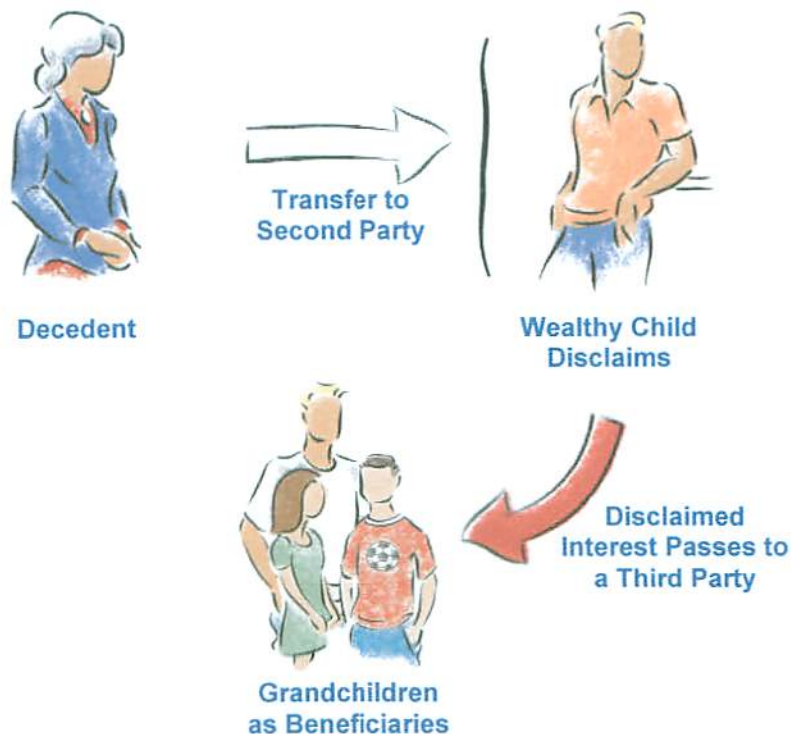 Transfer to
Second Party
Decedent
Wealthy Child
Disclaims
Disclaimed
Interest Passes to
a Third Party
Grandchildren
as Beneficiaries